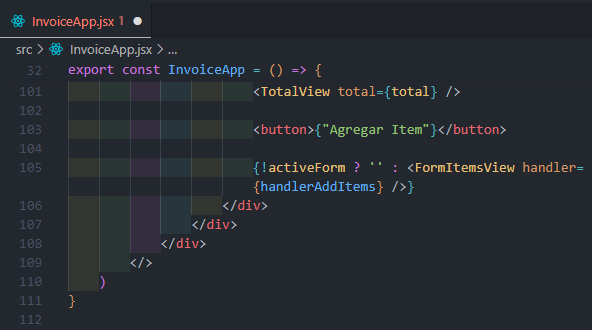 InvoiceApp.jsx 1
src > InvoiceApp.jsx > ...
32 export const InvoiceApp = () => {
101 <TotalView total={total} />
102
103 <button>{"Agregar Item"}</button>
104
105 {!activeForm ? '' : <FormItemsView handler=
{handlerAddItems} />}
106 </div>
107 </div>
108 </div>
109 </>
110 )
111 }
112